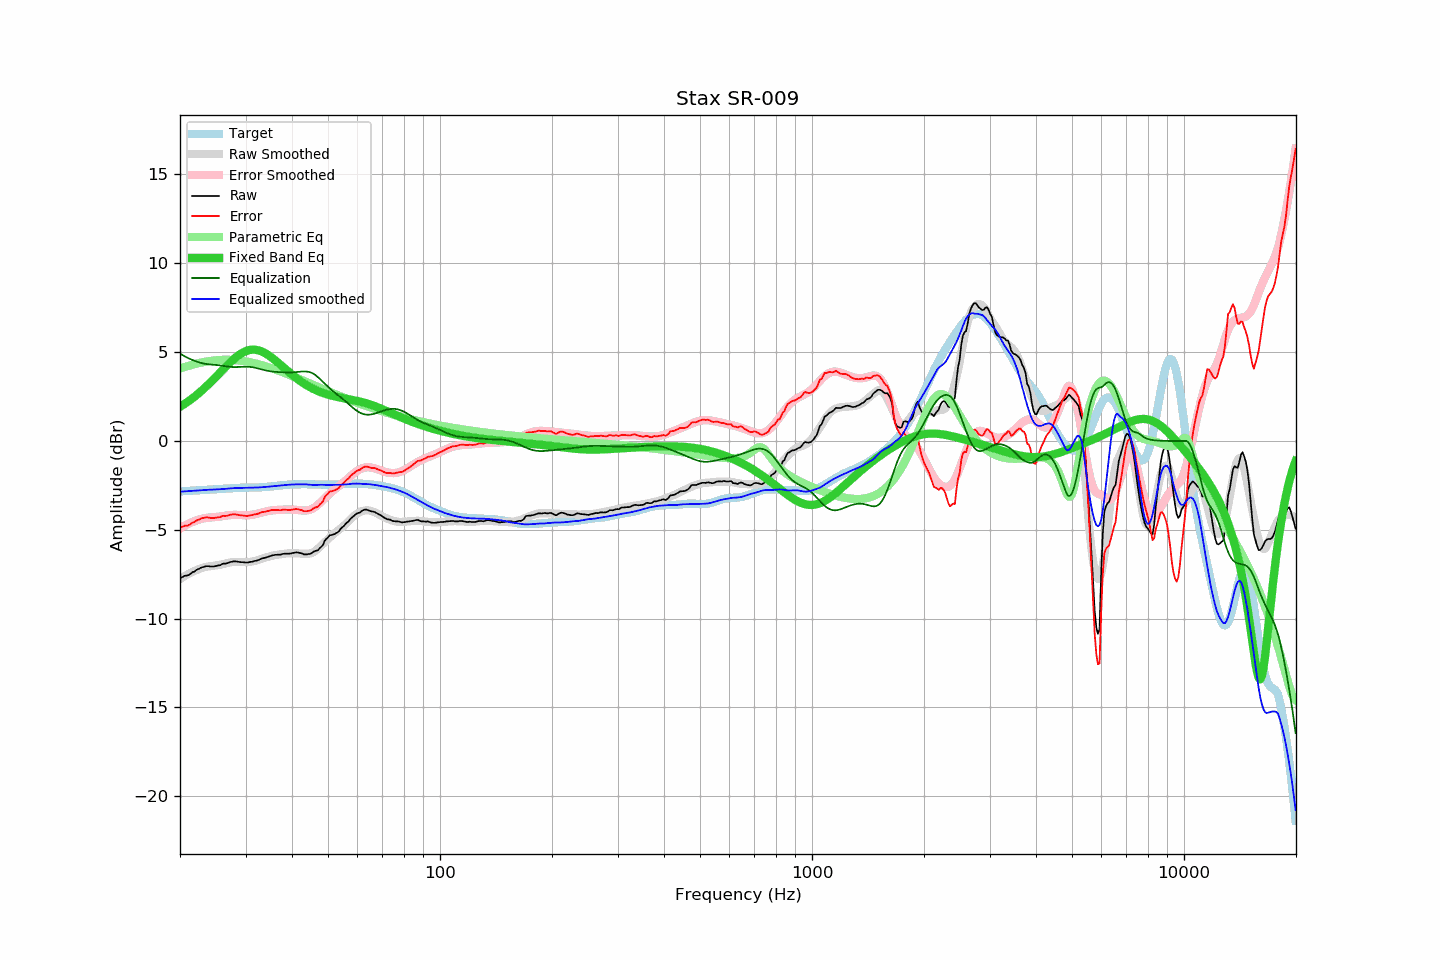 Stax SR-009
Target
Raw Smoothed
Error Smoothed
Raw
Error
Parametric Eq
Fixed Band Eq
Equalization
Equalized smoothed
15
10
5
0
−5
−10
−15
−20
Amplitude (dBr)
100
1000
10000
Frequency (Hz)